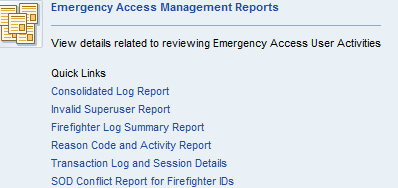 Emergency Access Management Reports
View details related to reviewing Emergency Access User Activities
Quick Links
Consolidated Log Report
Invalid Superuser Report
Firefighter Log Summary Report
Reason Code and Activity Report
Transaction Log and Session Details
SOD Conflict Report for Firefighter IDs